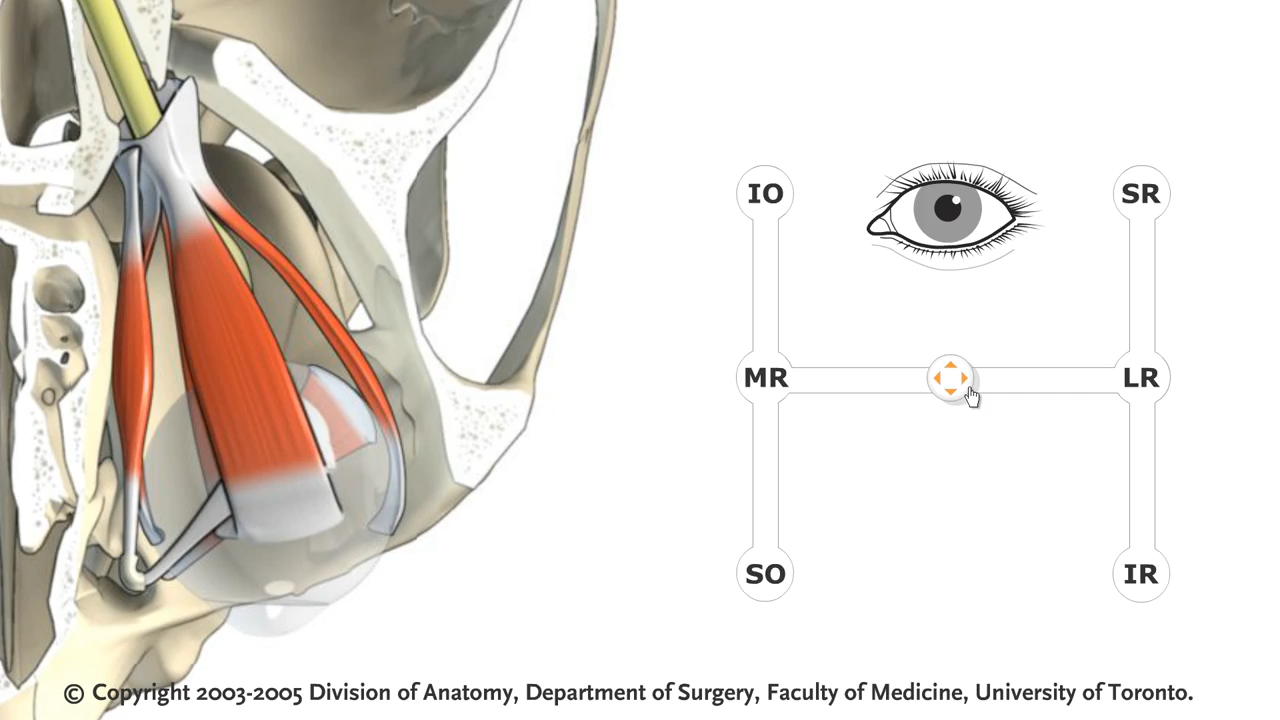 IO SR
MR LR
SO IR
© Copyright 2003-2005 Division of Anatomy, Department of Surgery, Faculty of Medicine, University of Toronto.